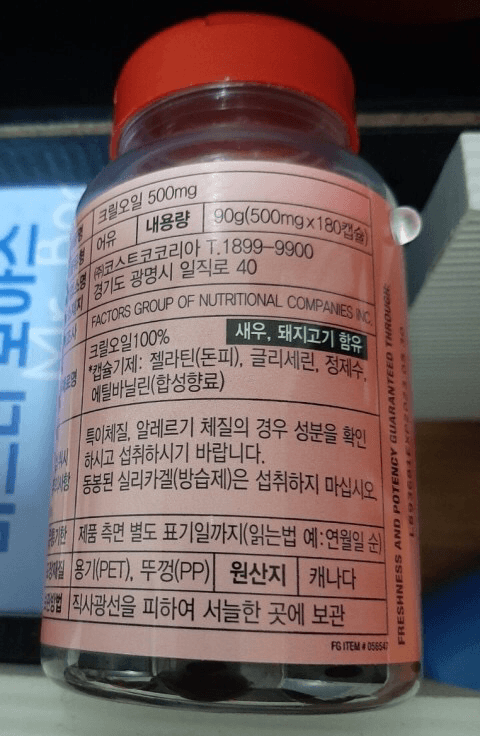 크릴오일 500mg
어유 내용량 90g(500mg x 180캡슐)
㈜코스트코코리아 T.1899-9900
경기도 광명시 일직로 40
FACTORS GROUP OF NUTRITIONAL COMPANIES INC.
크릴오일100% 새우, 돼지고기 함유
*캡슐기제: 젤라틴(돈피), 글리세린, 정제수,
에틸바닐린(합성향료)
특이체질, 알레르기 체질의 경우 성분을 확인
하시고 섭취하시기 바랍니다.
동봉된 실리카겔(방습제)은 섭취하지 마십시오
제품 측면 별도 표기일까지(읽는법 예:연월일 순)
용기(PET), 뚜껑(PP) 원산지 캐나다
직사광선을 피하여 서늘한 곳에 보관
FG ITEM # 056547
FRESHNESS AND POTENCY GUARANTEED THROUGH: